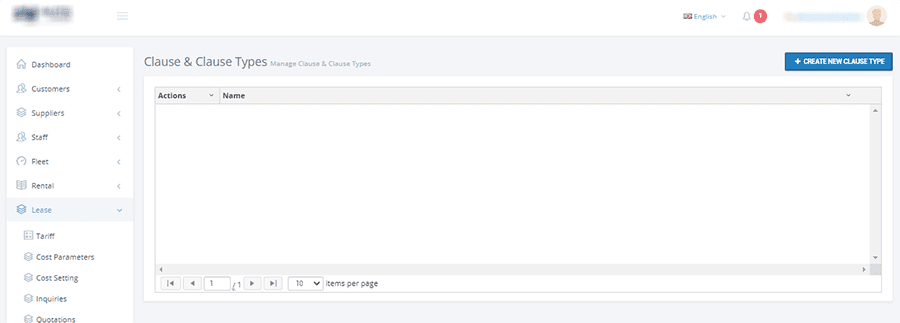 English
1
Dashboard
Clause & Clause Types Manage Clause & Clause Types
+ CREATE NEW CLAUSE TYPE
Customers
Actions Name
Suppliers
Staff
Fleet
Rental
Lease
Tariff
Cost Parameters
Cost Setting
1 / 1 10 items per page
Inquiries
Quotations